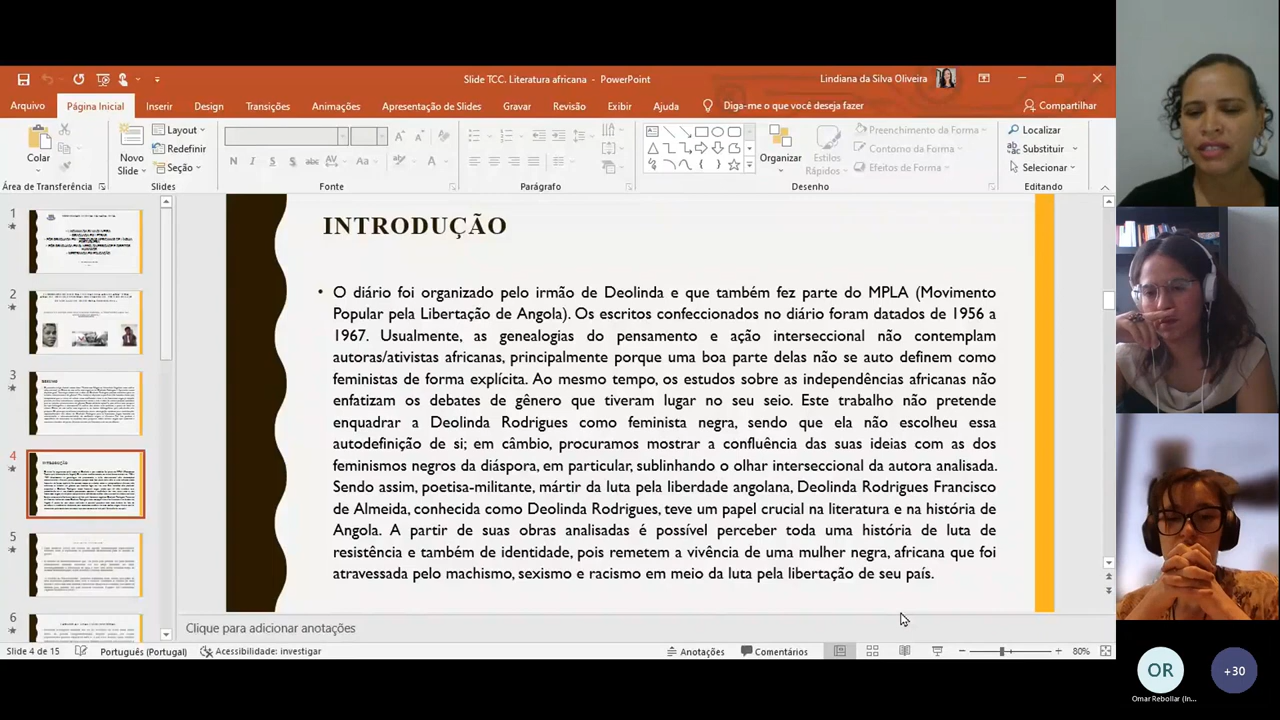 Slide TCC. Literatura africana - PowerPoint
Lindiana da Silva Oliveira
Arquivo
Página Inicial
Inserir
Design
Transições
Animações
Apresentação de Slides
Gravar
Revisão
Exibir
Ajuda
Diga-me o que você deseja fazer
Compartilhar
Colar
Novo
Slide
Layout
Redefinir
Seção
N I S S abc AV Aa A
Organizar
Estilos
Rápidos
Preenchimento da Forma
Contorno da Forma
Efeitos de Forma
Localizar
Substituir
Selecionar
Área de Transferência
Slides
Fonte
Parágrafo
Desenho
Editando
1
2
3
4
5
6
INTRODUÇÃO
• O diário foi organizado pelo irmão de Deolinda e que também fez parte do MPLA (Movimento
Popular pela Libertação de Angola). Os escritos confeccionados no diário foram datados de 1956 a
1967. Usualmente, as genealogias do pensamento e ação interseccional não contemplam
autoras/ativistas africanas, principalmente porque uma boa parte delas não se auto definem como
feministas de forma explícita. Ao mesmo tempo, os estudos sobre as independências africanas não
enfatizam os debates de gênero que tiveram lugar no seu seio. Este trabalho não pretende
enquadrar a Deolinda Rodrigues como feminista negra, sendo que ela não escolheu essa
autodefinição de si; em câmbio, procuramos mostrar a confluência das suas ideias com as dos
feminismos negros da diáspora, em particular, sublinhando o olhar interseccional da autora analisada.
Sendo assim, poetisa-mãe a partir da luta pela liberdade angolana Deolinda Rodrigues Francisco
de Almeida, conhecida como Deolinda Rodrigues, teve um papel crucial na literatura e na história de
Angola. A partir de suas obras analisadas é possível perceber toda uma história de luta de
resistência e também de identidade, pois remetem a vivência de uma mulher negra, africana e foi
atravessada pelo machismo, sexismo e racismo em meio da luta pela libertação de seu país.
Clique para adicionar anotações
Slide 4 de 15
Português (Portugal)
Acessibilidade: investigar
Anotações
Comentários
80%
OR
Omar Rebollar (In...
+30